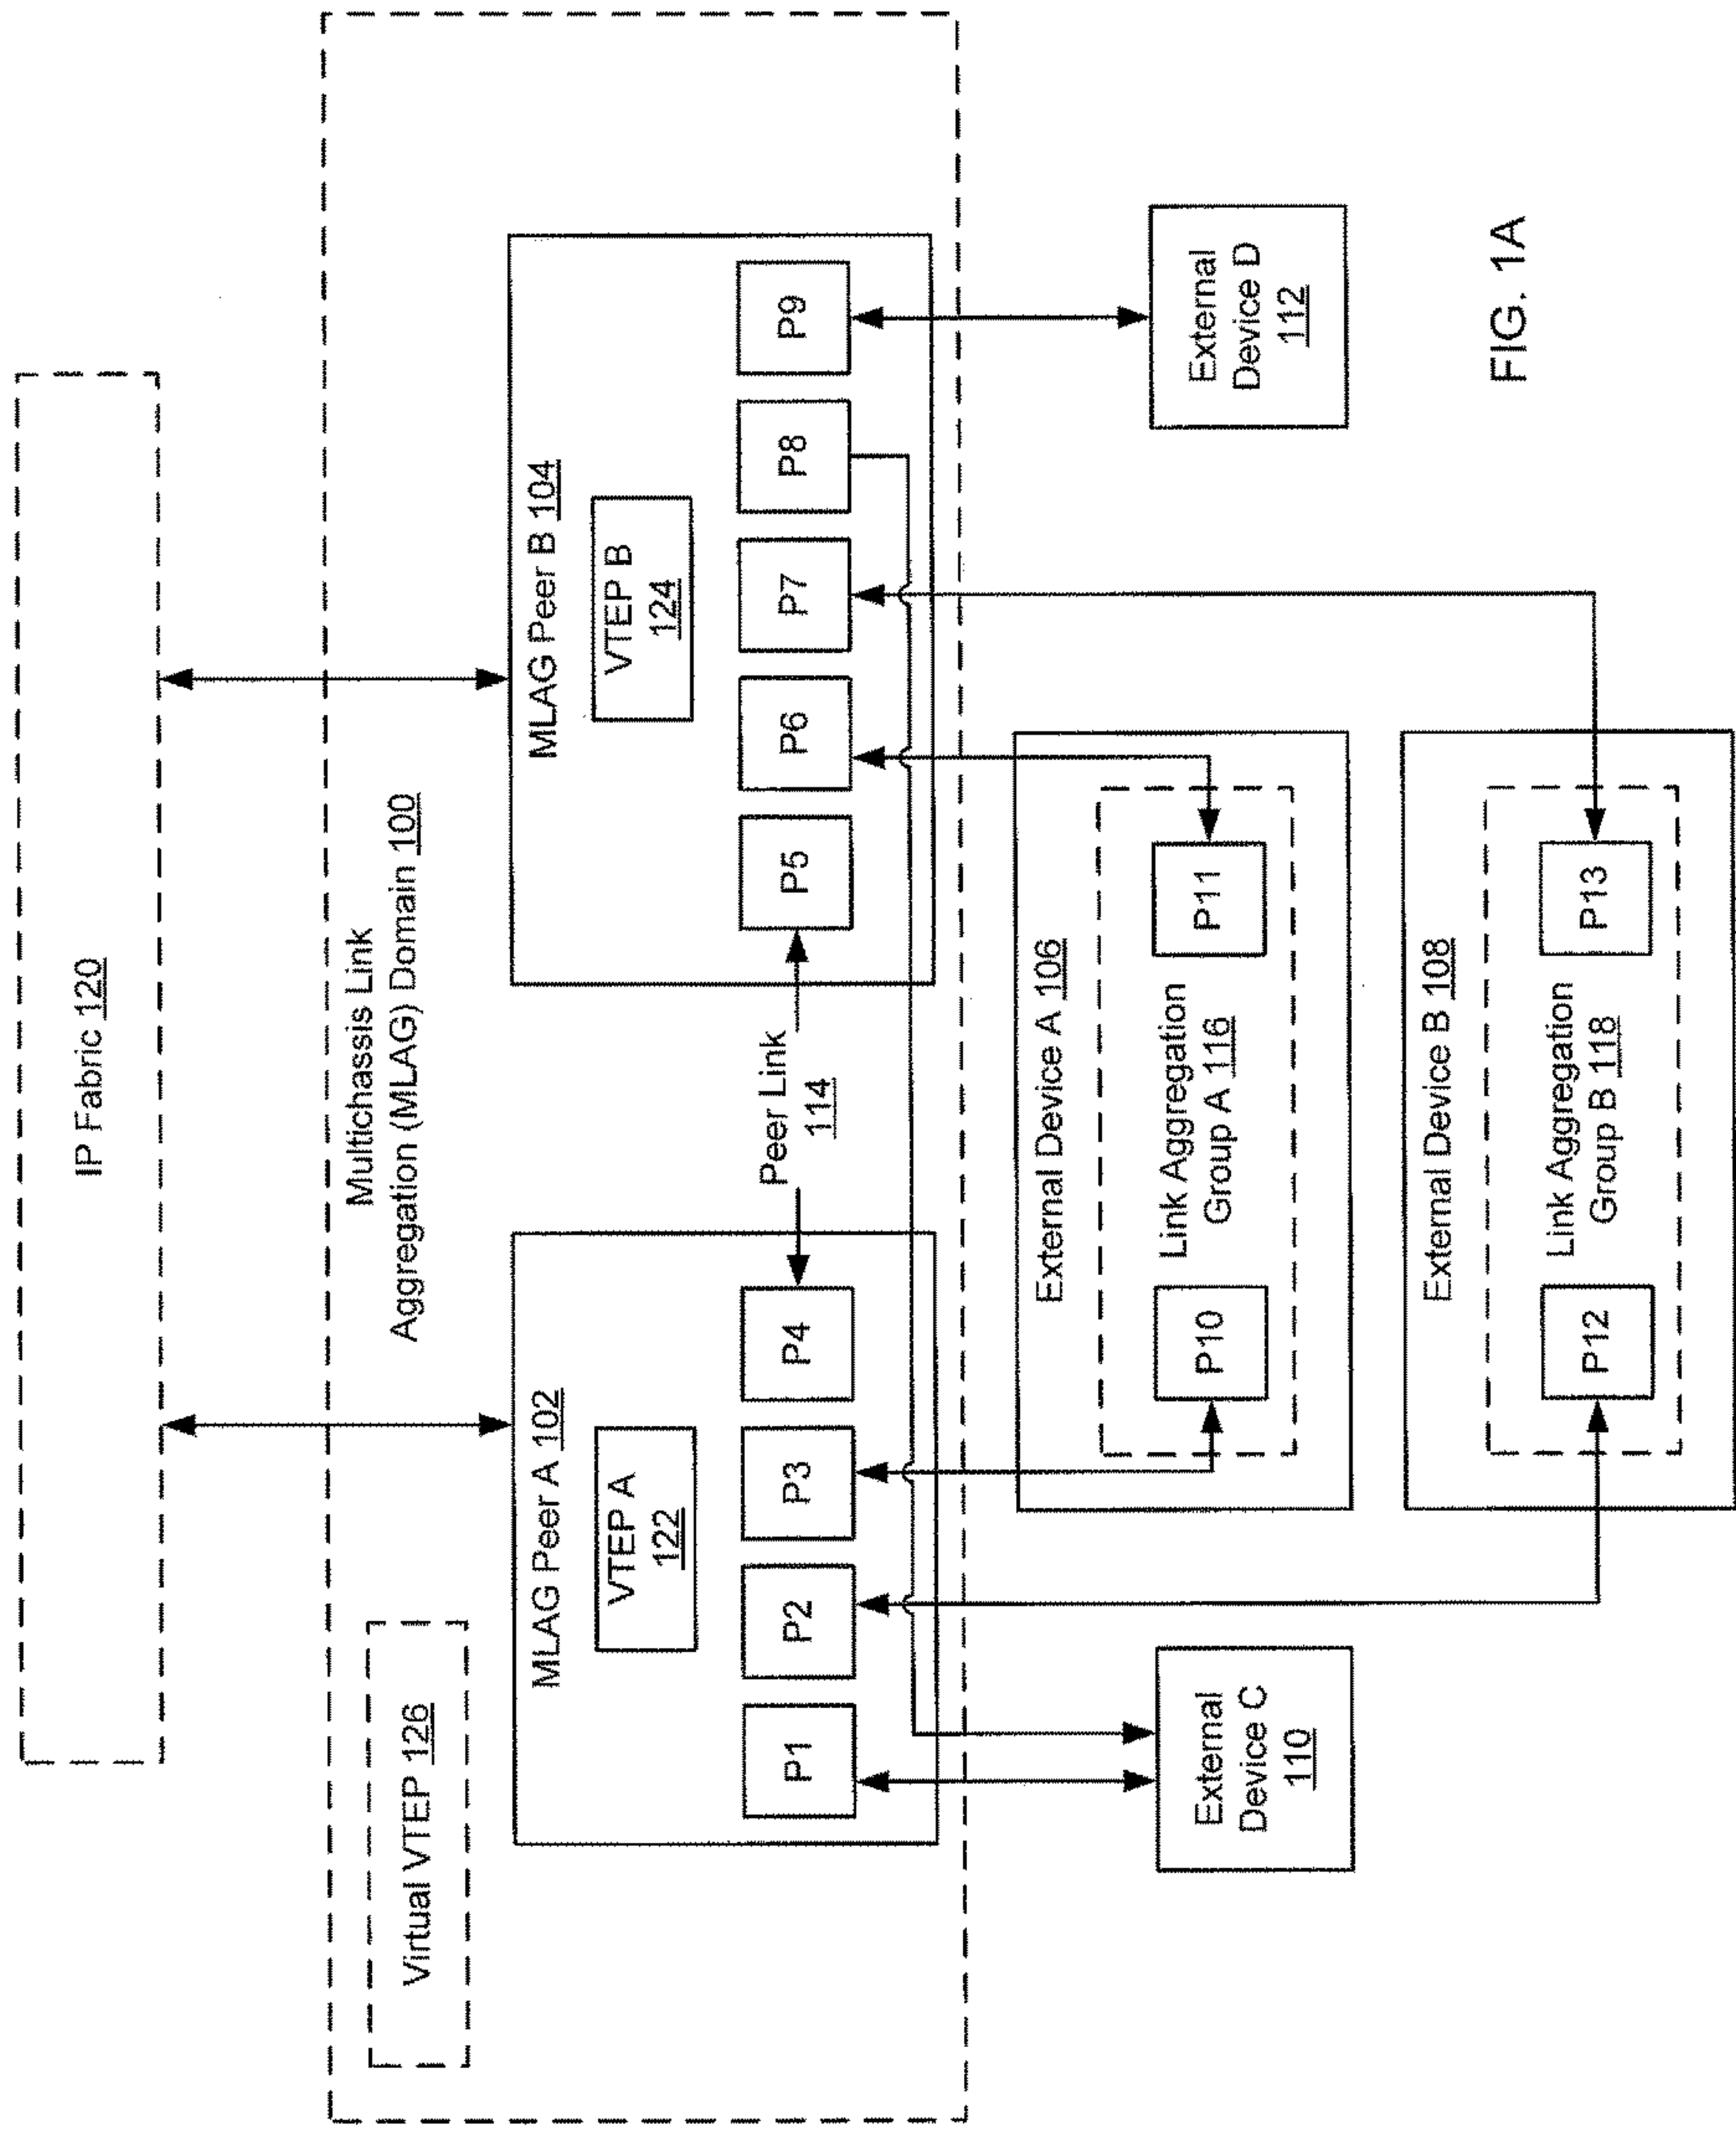 IP Fabric 120
Multichassis Link
Aggregation (MLAG) Domain 100
Virtual VTEP 126
MLAG Peer A 102
VTEP A
122
P1
P2
P3
P4
Peer Link
114
MLAG Peer B 104
VTEP B
124
P5
P6
P7
P8
P9
External
Device C
110
External Device A 106
P10
Link Aggregation
Group A 116
P11
External Device B 108
P12
Link Aggregation
Group B 118
P13
External
Device D
112
FIG. 1A